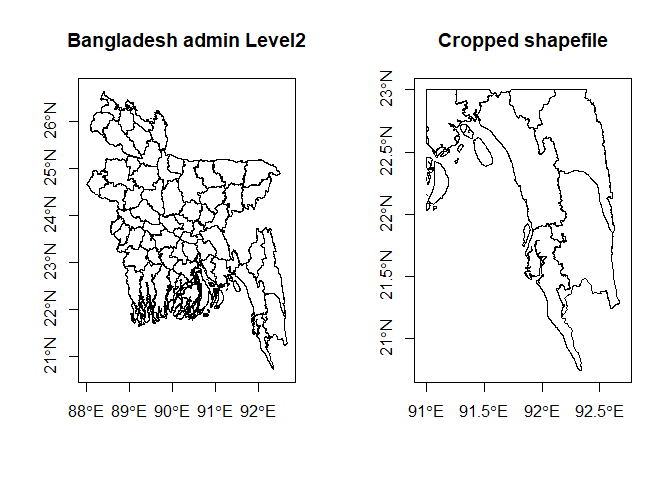 Bangladesh admin Level2
26°N
25°N
24°N
23°N
22°N
21°N
88°E 89°E 90°E 91°E 92°E
Cropped shapefile
23°N
22.5°N
22°N
21.5°N
21°N
91°E 91.5°E 92°E 92.5°E